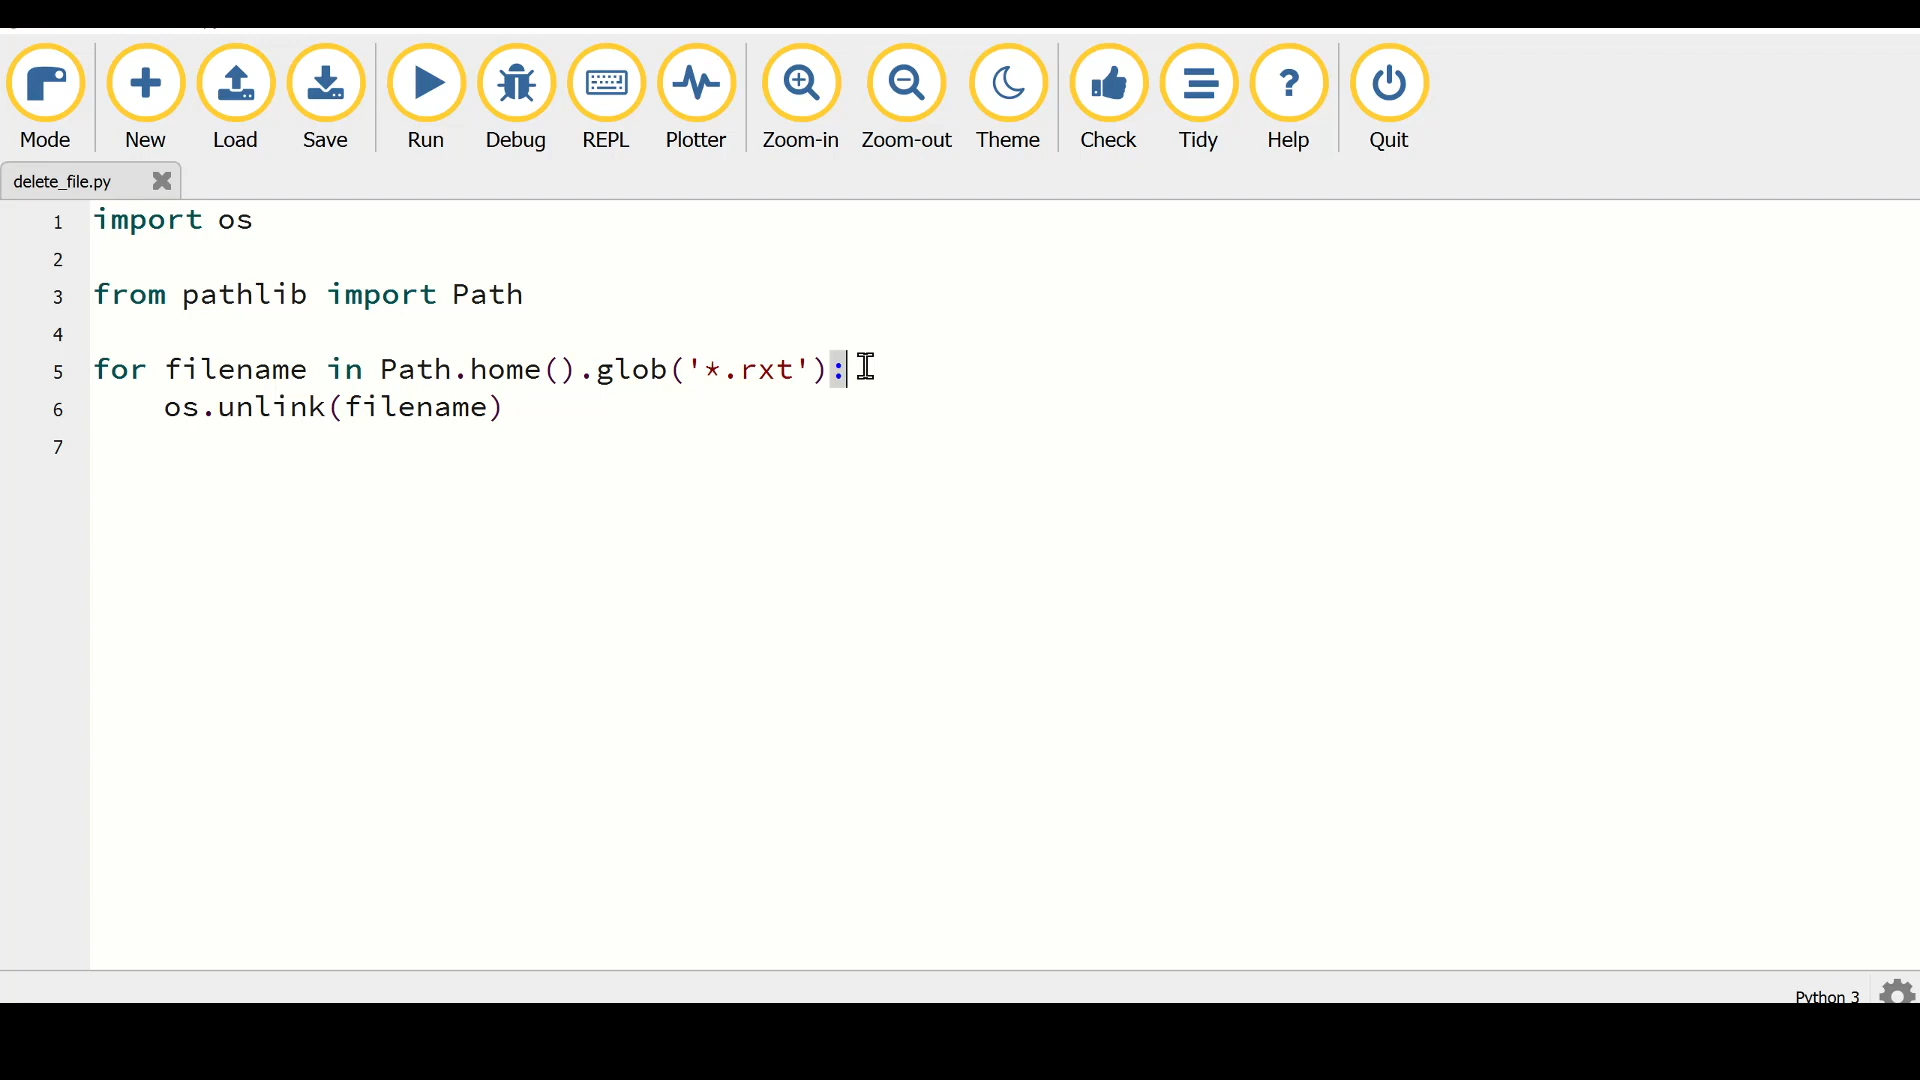 Mode New Load Save Run Debug REPL Plotter Zoom-in Zoom-out Theme Check Tidy ? Help Quit
delete_file.py
1 import os
2
3 from pathlib import Path
4
5 for filename in Path.home().glob('*.rxt'):
6     os.unlink(filename)
7
Python 3